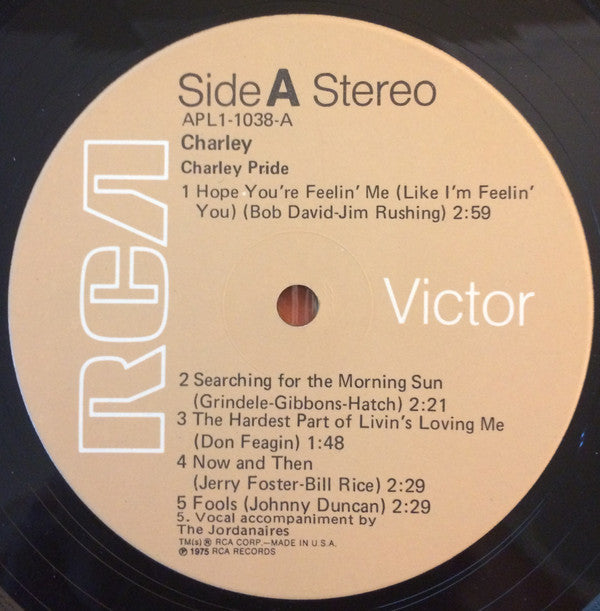 Side A Stereo
APL1-1038-A
Charley
Charley Pride
1 Hope You're Feelin' Me (Like I'm Feelin'
You) (Bob David-Jim Rushing) 2:59
RCA
Victor
2 Searching for the Morning Sun
(Grindele-Gibbons-Hatch) 2:21
3 The Hardest Part of Livin's Loving Me
(Don Feagin) 1:48
4 Now and Then
(Jerry Foster-Bill Rice) 2:29
5 Fools (Johnny Duncan) 2:29
5. Vocal accompaniment by
The Jordanaires
TM(s) ® RCA CORP.—MADE IN U.S.A.
℗ 1975 RCA RECORDS